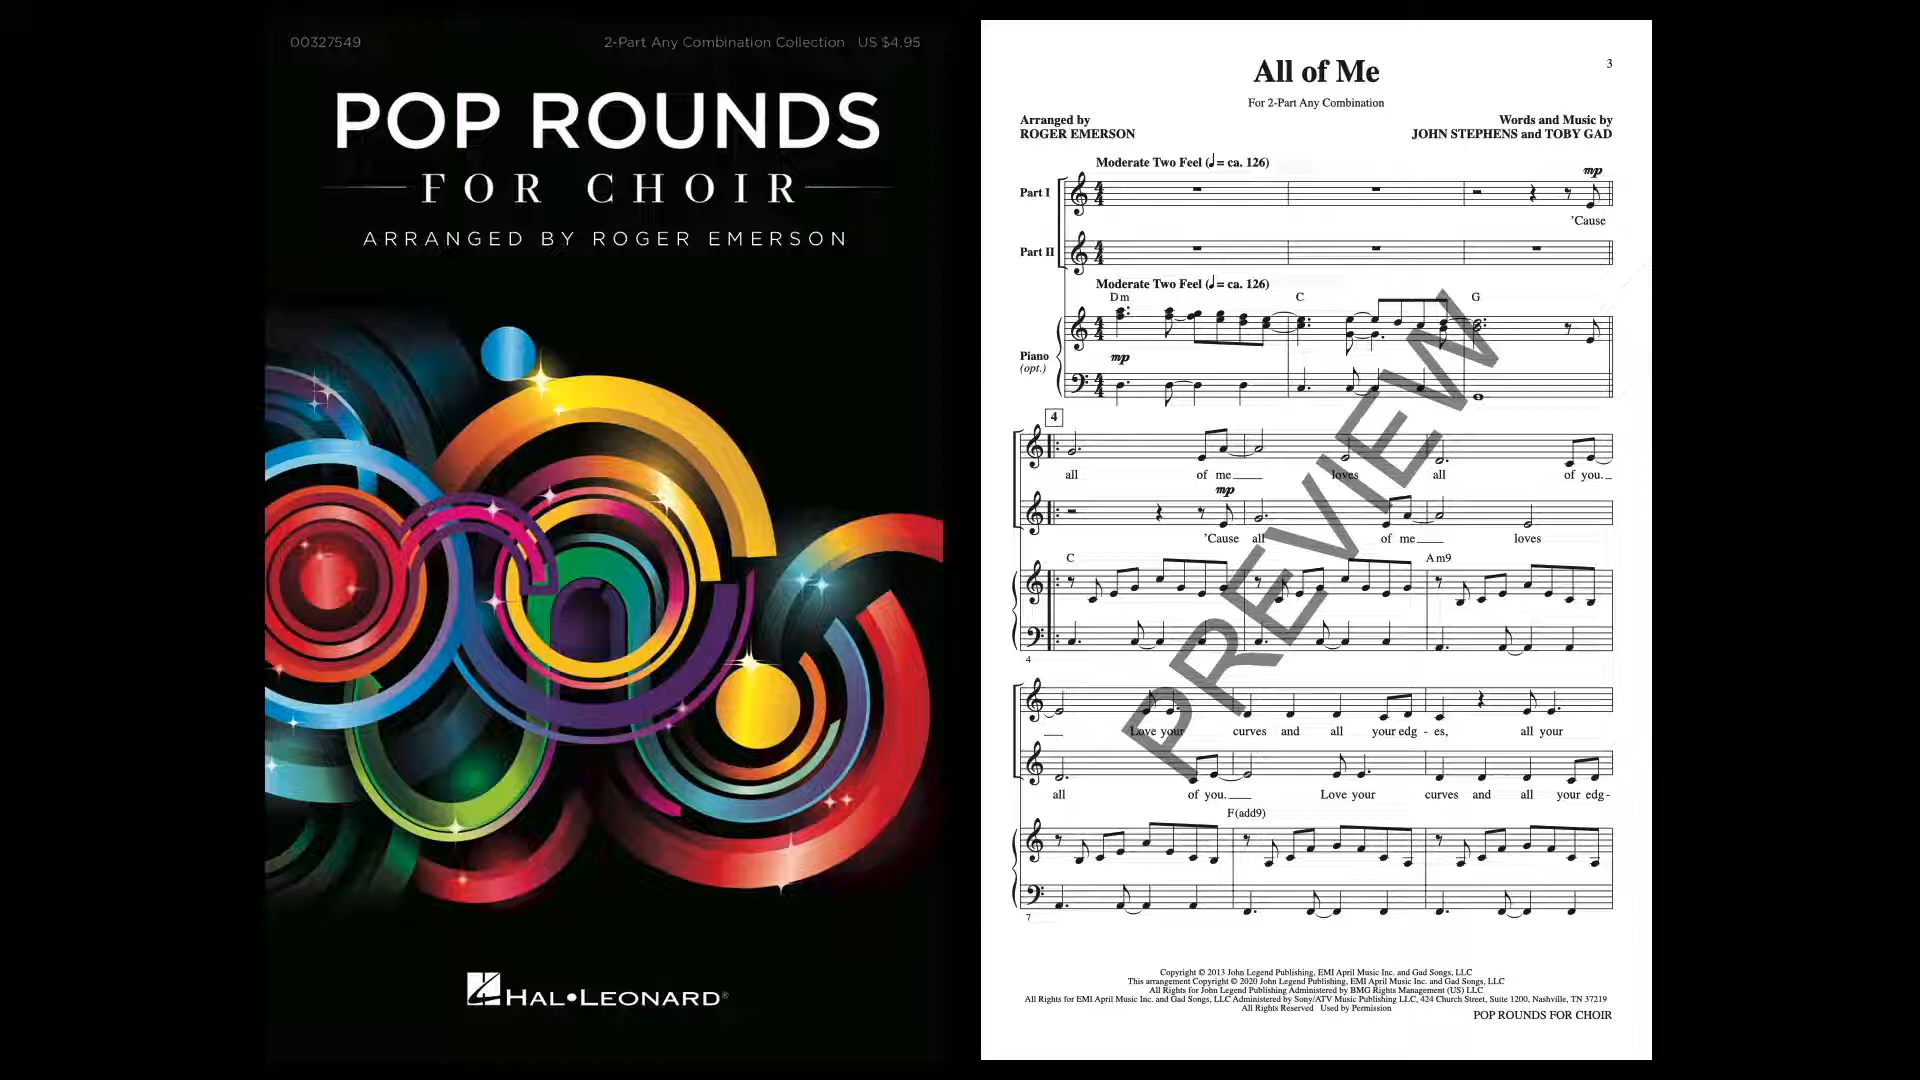 00327549
2-Part Any Combination Collection US $4.95
POP ROUNDS
FOR CHOIR
ARRANGED BY ROGER EMERSON
HAL•LEONARD®
3
All of Me
For 2-Part Any Combination
Arranged by
ROGER EMERSON
Words and Music by
JOHN STEPHENS and TOBY GAD
Moderate Two Feel (♩ = ca. 126)
mp
Part I
'Cause
Part II
Moderate Two Feel (♩ = ca. 126)
Dm C G
Piano
(opt.)
mp
4
all of me loves all of you.
mp
'Cause all of me loves
C Am9
4
Love your curves and all your edg - es, all your
all of you. Love your curves and all your edg-
F(add9)
7
PREVIEW
Copyright © 2013 John Legend Publishing, EMI April Music Inc. and Gad Songs, LLC
This arrangement Copyright © 2020 John Legend Publishing, EMI April Music Inc. and Gad Songs, LLC
All Rights for John Legend Publishing Administered by BMG Rights Management (US) LLC
All Rights for EMI April Music Inc. and Gad Songs, LLC Administered by Sony/ATV Music Publishing LLC, 424 Church Street, Suite 1200, Nashville, TN 37219
All Rights Reserved Used by Permission
POP ROUNDS FOR CHOIR